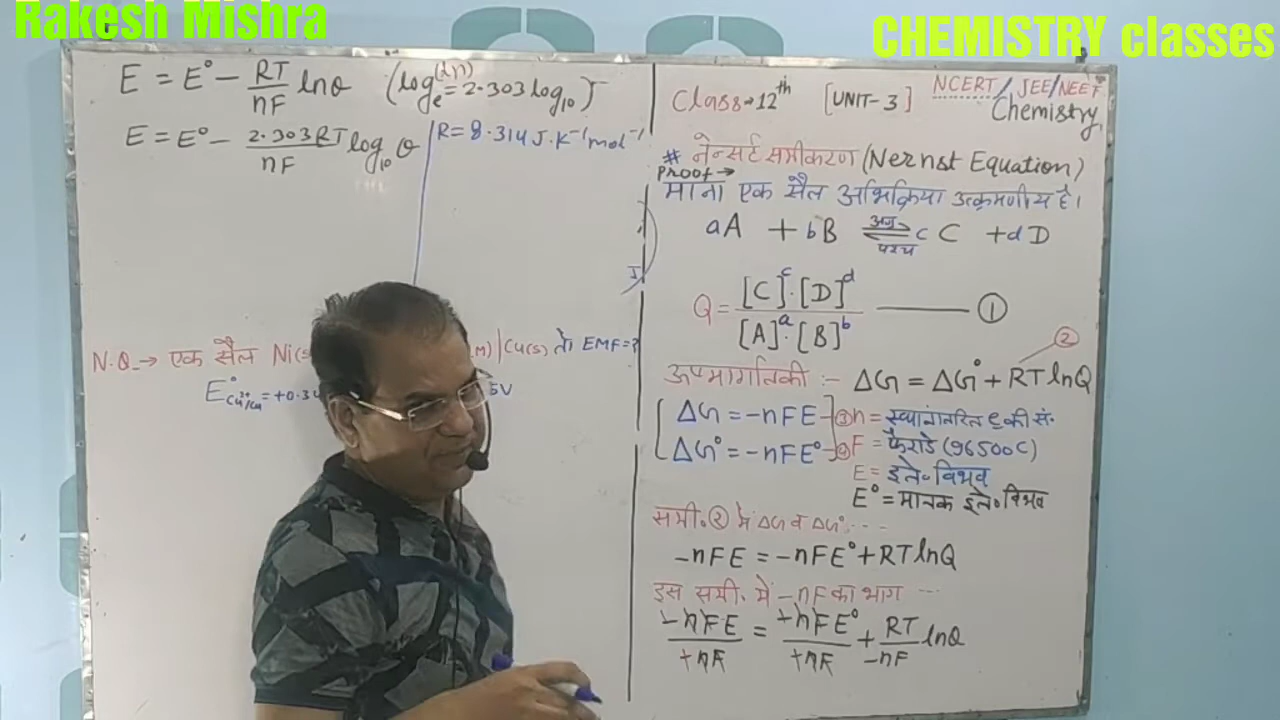 Rakesh Mishra
CHEMISTRY classes
E = E° − RT/nF lnQ (log_e^(ln) = 2.303 log₁₀)
E = E° − 2.303RT/nF log₁₀ Q
R = 8.314 J.K⁻¹mol⁻¹
N.Q. → एक सैल Ni(s M) | Cu(s) के EMF = ?
E°Cu²⁺/Cu = +0.34 5V
Class → 12th [UNIT-3] NCERT/JEE/NEET
Chemistry
# नेन्सर्ट समीकरण (Nernst Equation)
Proof →
माना एक सैल अभिक्रिया उत्क्रमणीय है।
aA + bB ⇌ cC + dD
अग्र
पश्च
Q = [C]^c.[D]^d / [A]^a.[B]^b —— ①
②
ऊष्मागतिकी :- ΔG = ΔG° + RT lnQ
ΔG = −nFE ③ n = स्थानांतरित e की सं.
ΔG° = −nFE° ④ F = फैराडे (96500C)
E = इले० विभव
E° = मानक इले० विभव
समी. ② में ΔG व ΔG° ....
−nFE = −nFE° + RT lnQ
इस समी. में −nF का भाग ...
−nFE/+nF = +nFE°/+nF + RT/−nF lnQ